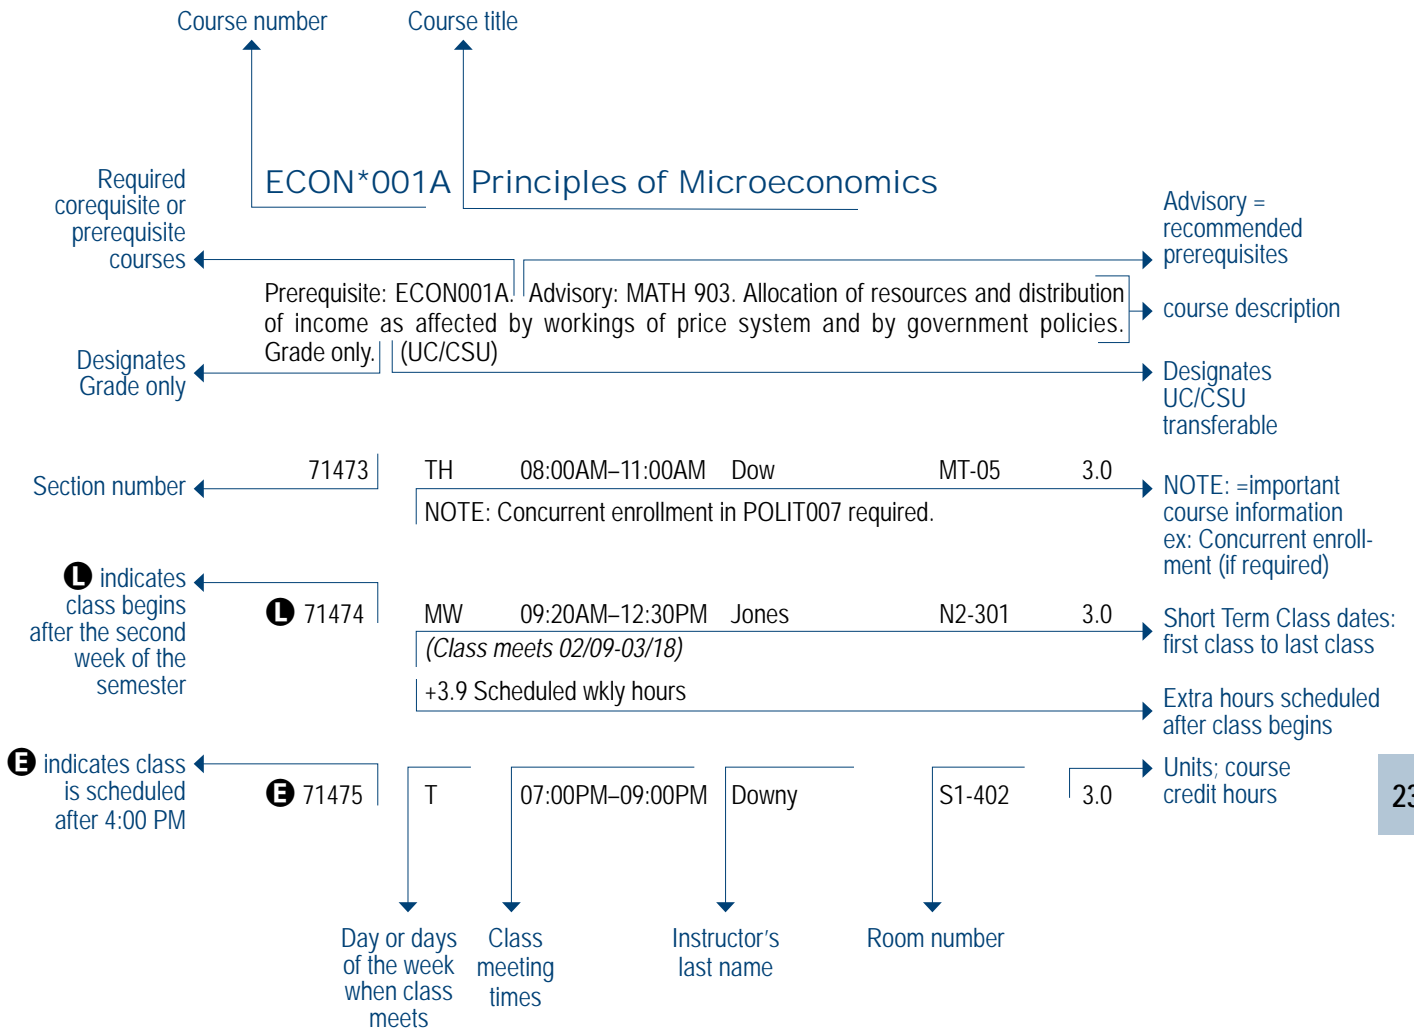 Course number
Course title
ECON*001A Principles of Microeconomics
Required
corequisite or
prerequisite
courses
Advisory =
recommended
prerequisites
Prerequisite: ECON001A. Advisory: MATH 903. Allocation of resources and distribution
of income as affected by workings of price system and by government policies.
Grade only. (UC/CSU)
course description
Designates
Grade only
Designates
UC/CSU
transferable
Section number
71473 TH 08:00AM–11:00AM Dow MT-05 3.0
NOTE: Concurrent enrollment in POLIT007 required.
NOTE: =important
course information
ex: Concurrent enroll-
ment (if required)
L indicates
class begins
after the second
week of the
semester
L 71474 MW 09:20AM–12:30PM Jones N2-301 3.0
(Class meets 02/09-03/18)
+3.9 Scheduled wkly hours
Short Term Class dates:
first class to last class
Extra hours scheduled
after class begins
E indicates class
is scheduled
after 4:00 PM
E 71475 T 07:00PM–09:00PM Downy S1-402 3.0
Units; course
credit hours
23
Day or days
of the week
when class
meets
Class
meeting
times
Instructor's
last name
Room number